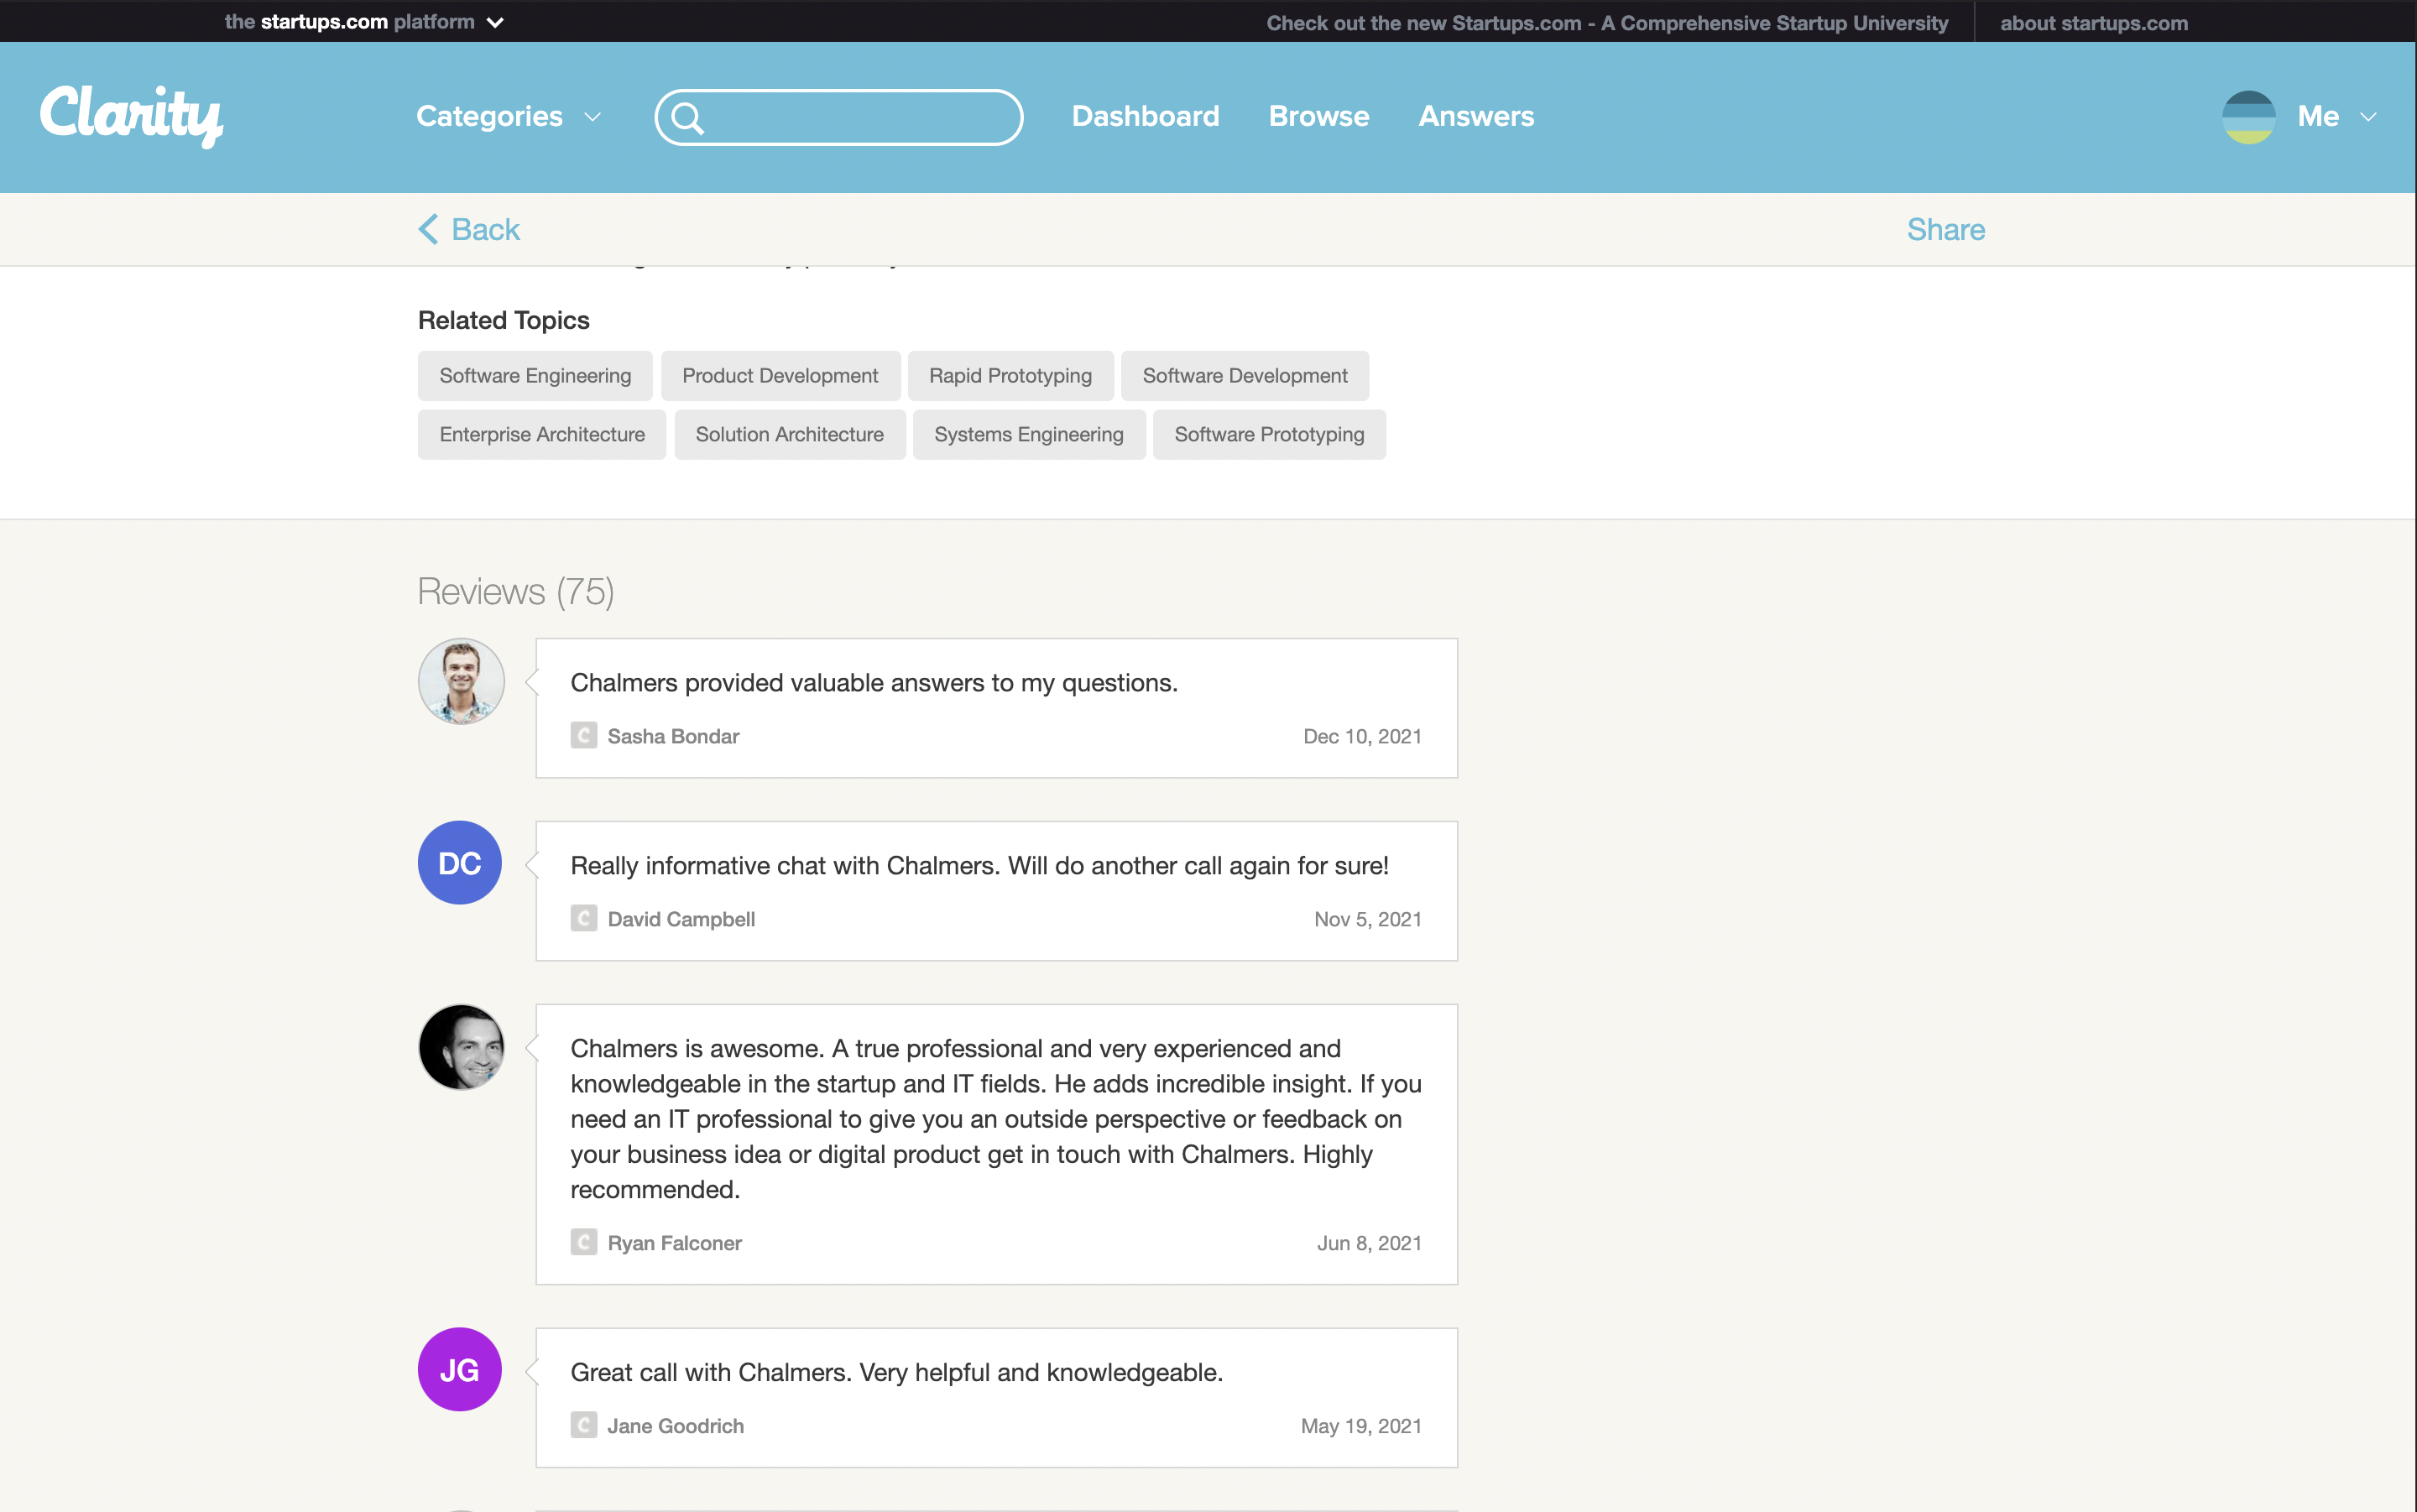 the startups.com platform
Check out the new Startups.com - A Comprehensive Startup University
about startups.com
Clarity
Categories
Dashboard
Browse
Answers
Me
Back
Share
Related Topics
Software Engineering
Product Development
Rapid Prototyping
Software Development
Enterprise Architecture
Solution Architecture
Systems Engineering
Software Prototyping
Reviews (75)
Chalmers provided valuable answers to my questions.
C Sasha Bondar
Dec 10, 2021
DC
Really informative chat with Chalmers. Will do another call again for sure!
C David Campbell
Nov 5, 2021
Chalmers is awesome. A true professional and very experienced and
knowledgeable in the startup and IT fields. He adds incredible insight. If you
need an IT professional to give you an outside perspective or feedback on
your business idea or digital product get in touch with Chalmers. Highly
recommended.
C Ryan Falconer
Jun 8, 2021
JG
Great call with Chalmers. Very helpful and knowledgeable.
C Jane Goodrich
May 19, 2021